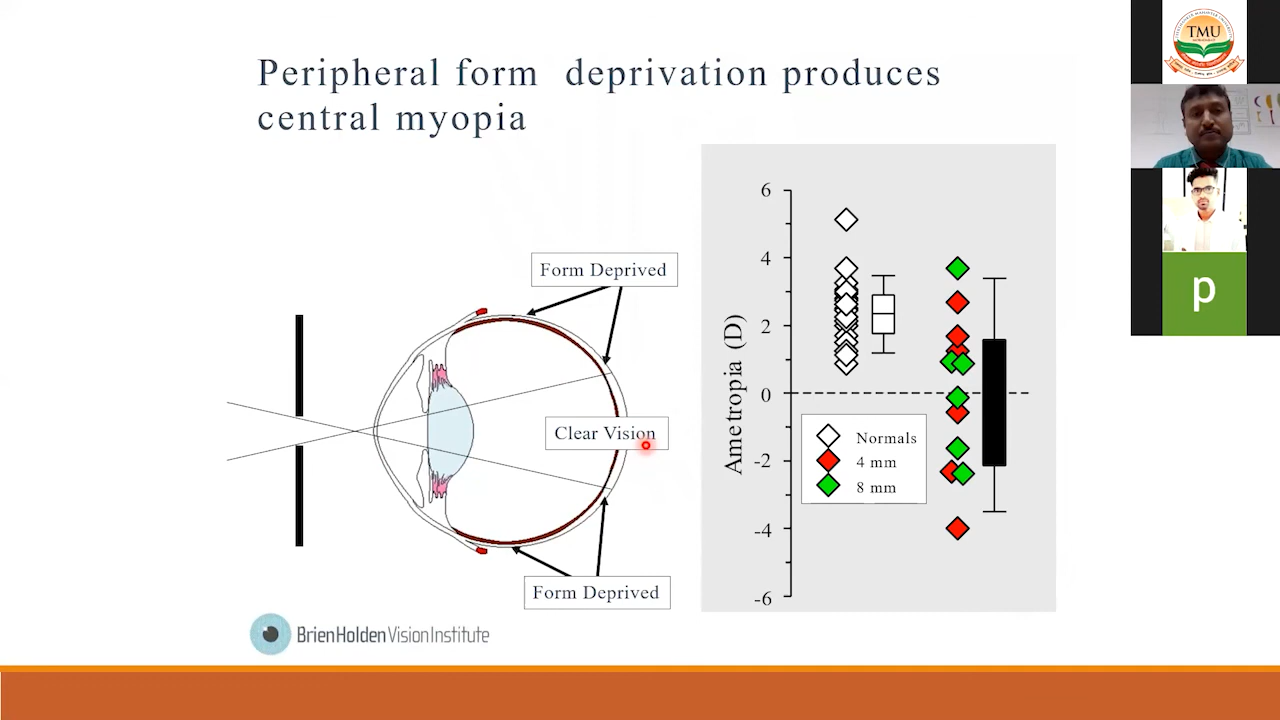 Peripheral form deprivation produces
central myopia
Form Deprived
Clear Vision
Form Deprived
Ametropia (D)
6
4
2
0
-2
-4
-6
Normals
4 mm
8 mm
BrienHoldenVisionInstitute
TMU
p